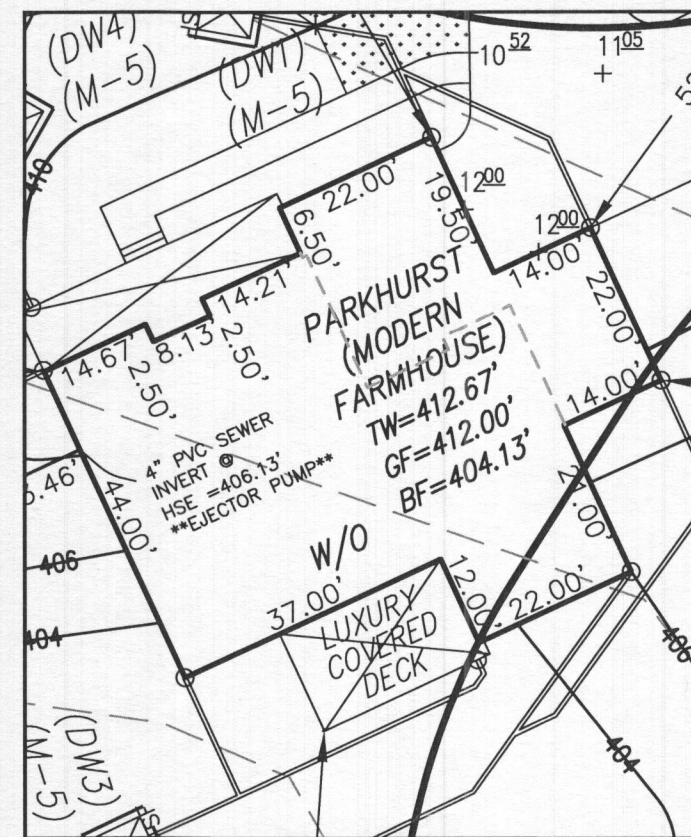 (DW4)
(M-5)
(DW1)
(M-5)
10 52
11 05
410
22.00'
19.50'
12 00
12 00
6.50'
14.00'
14.21'
22.00'
PARKHURST
(MODERN
FARMHOUSE)
TW=412.67'
GF=412.00'
BF=404.13'
14.67'
8.13'
2.50'
2.50'
14.00'
4" PVC SEWER
INVERT @
HSE =406.13'
**EJECTOR PUMP**
44.00'
21.00'
406
404
W/O
37.00'
12.00'
22.00'
LUXURY
COVERED
DECK
406
404
(DW3)
(M-5)